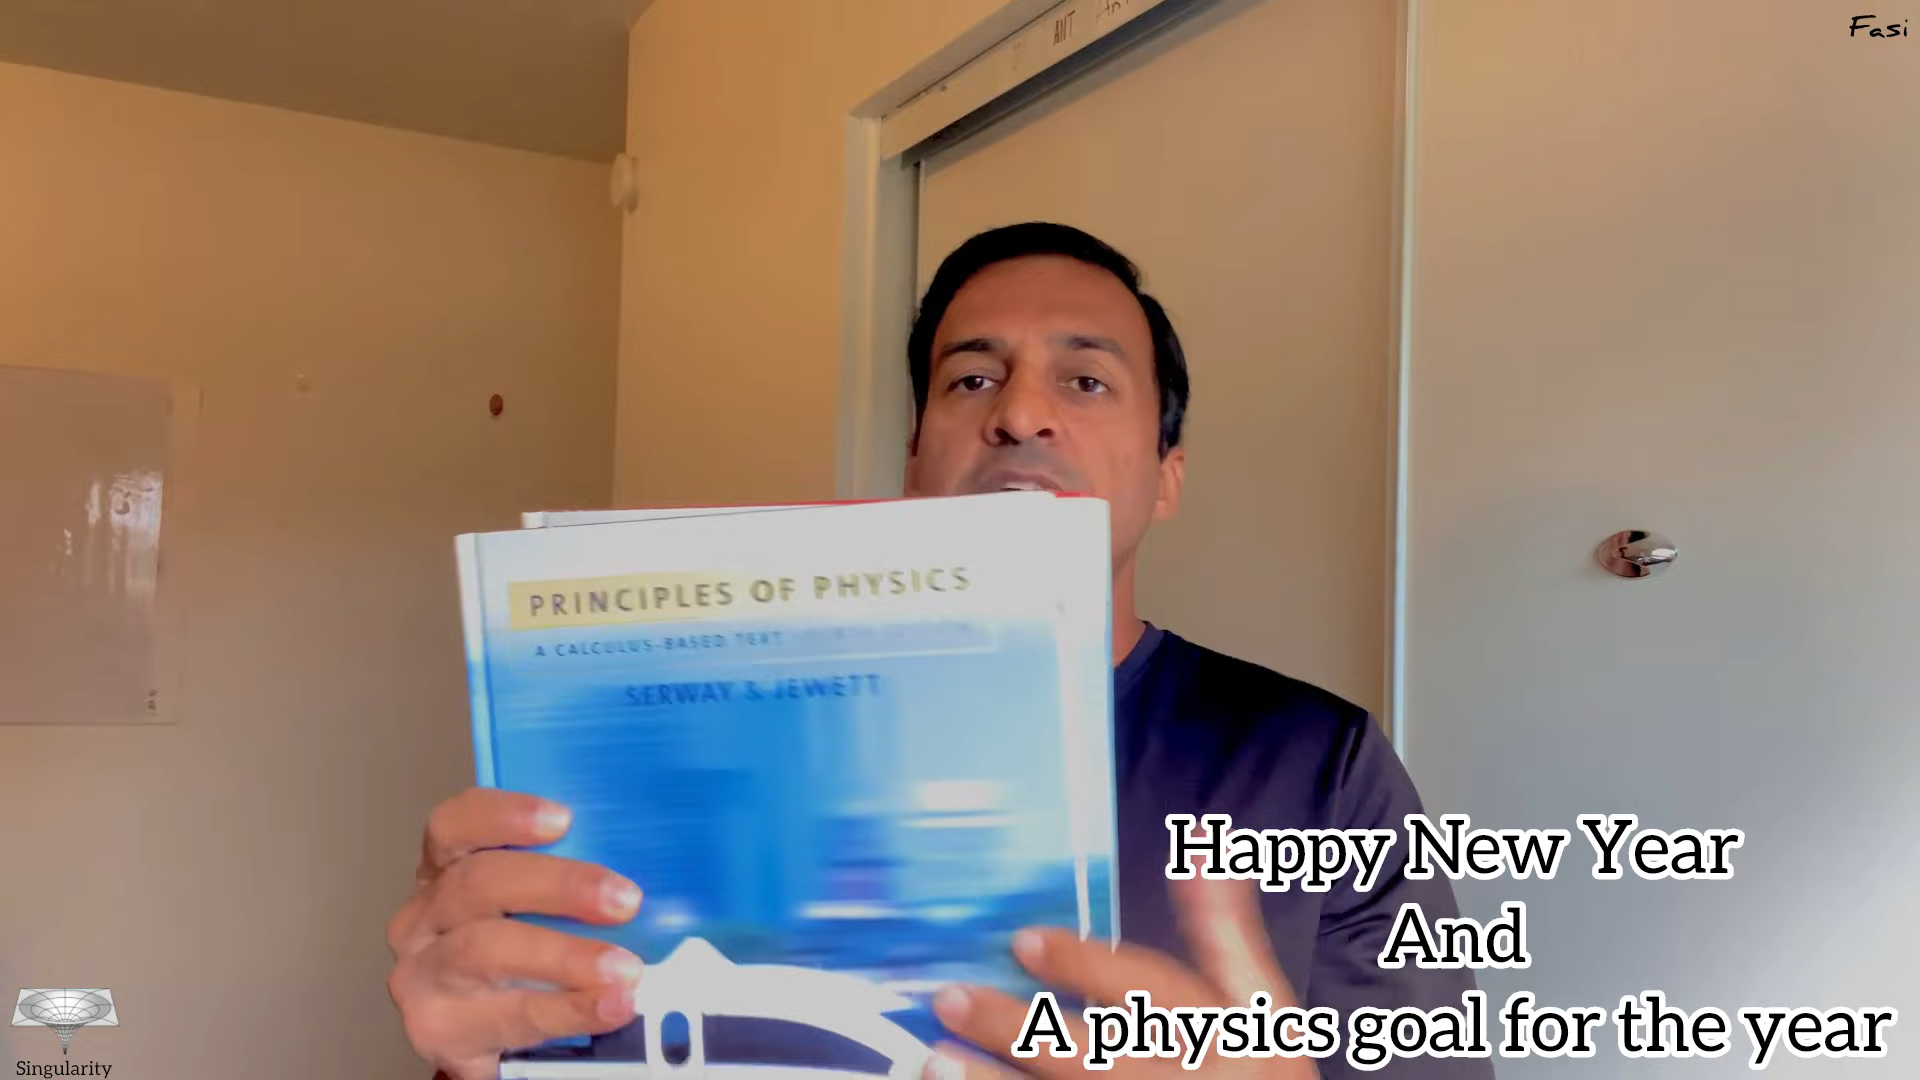 ANT
Fasi
PRINCIPLES OF PHYSICS
A CALCULUS-BASED TEXT
SERWAY & JEWETT
Happy New Year
And
A physics goal for the year
Singularity